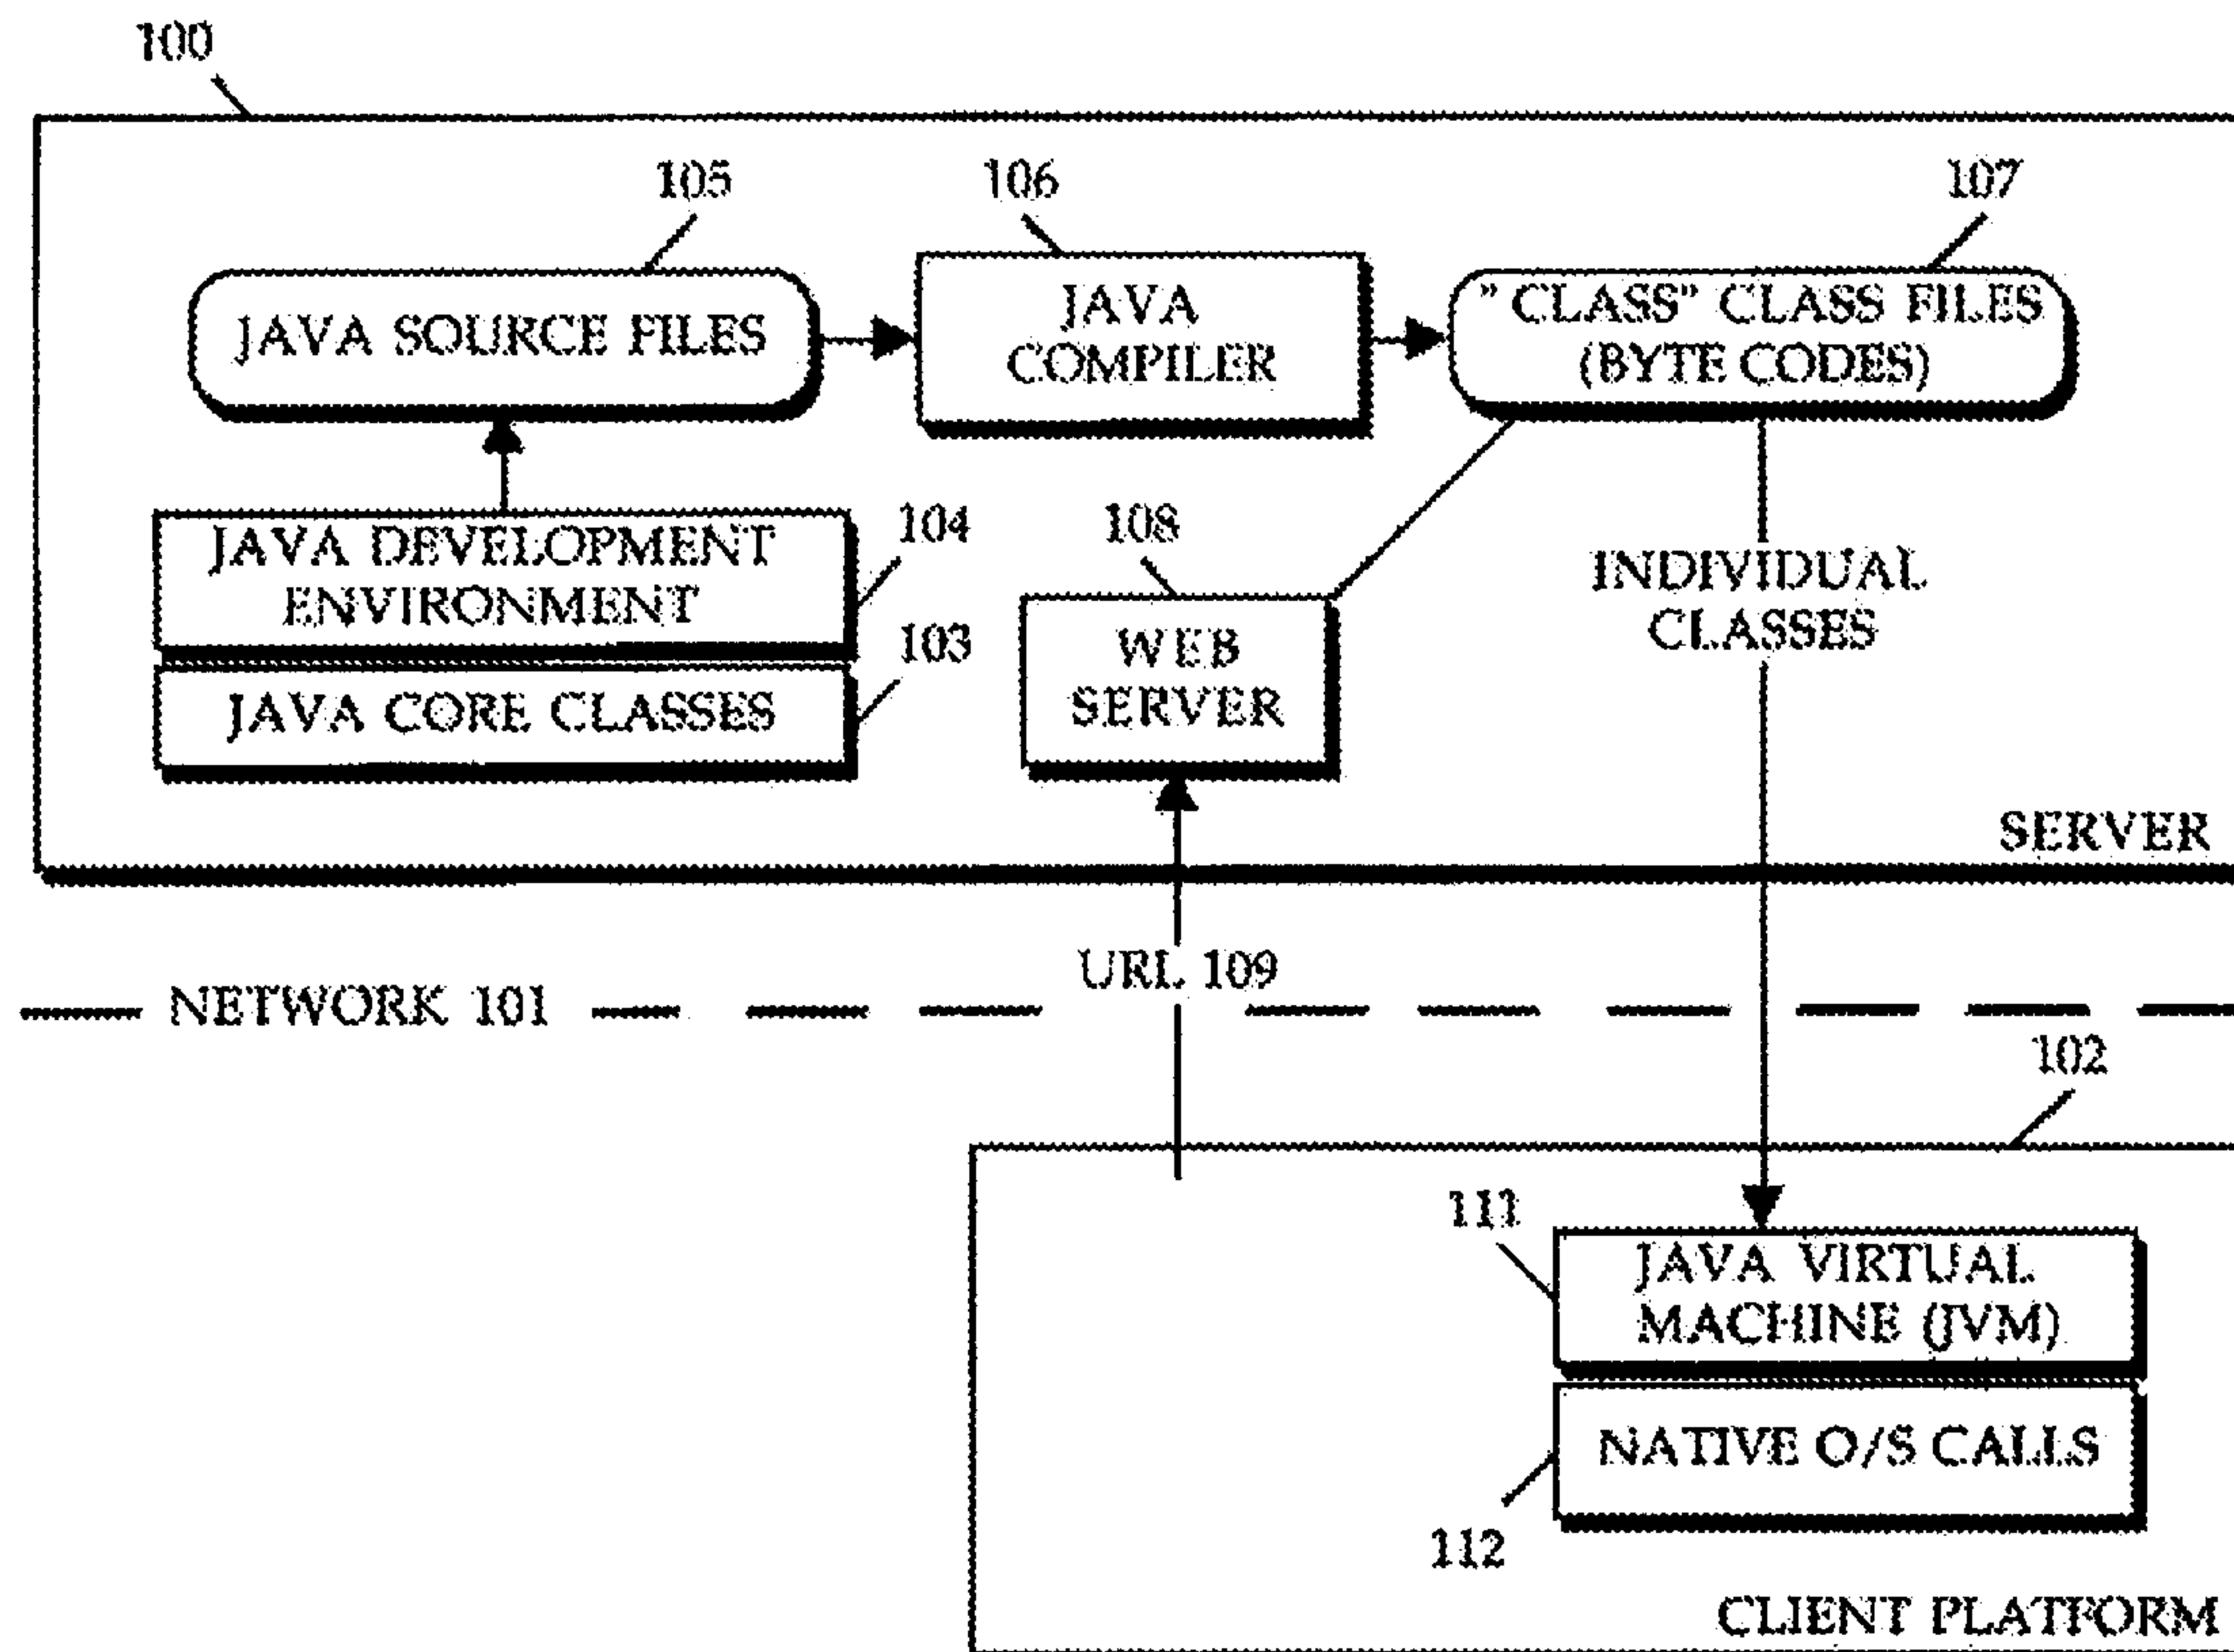 100
105
106
107
JAVA SOURCE FILES
JAVA
COMPILER
" CLASS" CLASS FILES
(BYTE CODES)
JAVA DEVELOPMENT
ENVIRONMENT
104
108
INDIVIDUAL
CLASSES
JAVA CORE CLASSES
103
WEB
SERVER
SERVER
URL 109
NETWORK 101
102
111
JAVA VIRTUAL
MACHINE (JVM)
NATIVE O/S CALLS
112
CLIENT PLATFORM